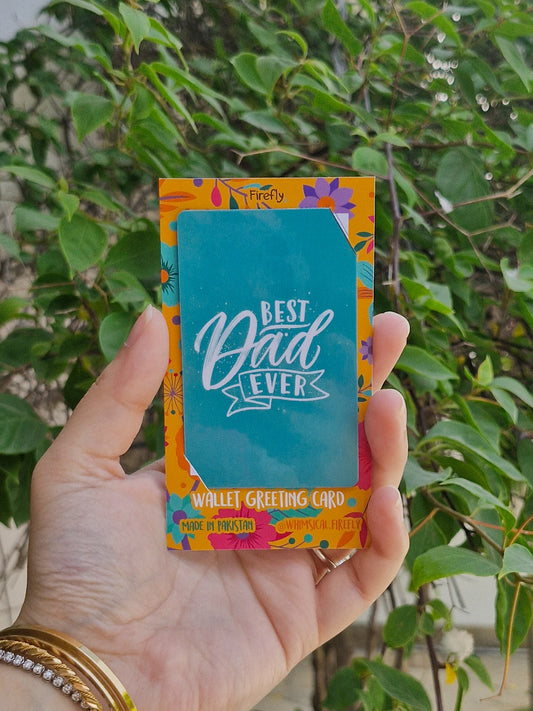 Firefly
BEST
Dad
EVER
WALLET GREETING CARD
MADE IN PAKISTAN @WHIMSICAL.FIREFLY